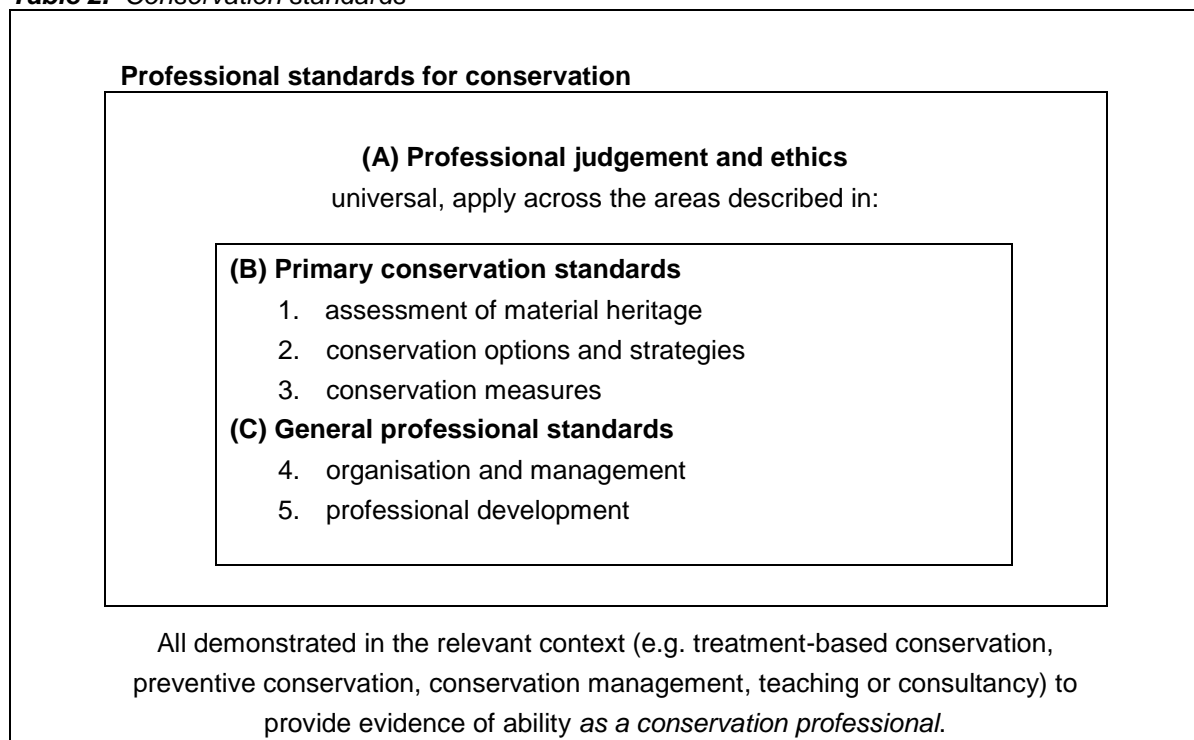 Table 2. Conservation standards
Professional standards for conservation
(A) Professional judgement and ethics
universal, apply across the areas described in:
(B) Primary conservation standards
1. assessment of material heritage
2. conservation options and strategies
3. conservation measures
(C) General professional standards
4. organisation and management
5. professional development
All demonstrated in the relevant context (e.g. treatment-based conservation,
preventive conservation, conservation management, teaching or consultancy) to
provide evidence of ability as a conservation professional.